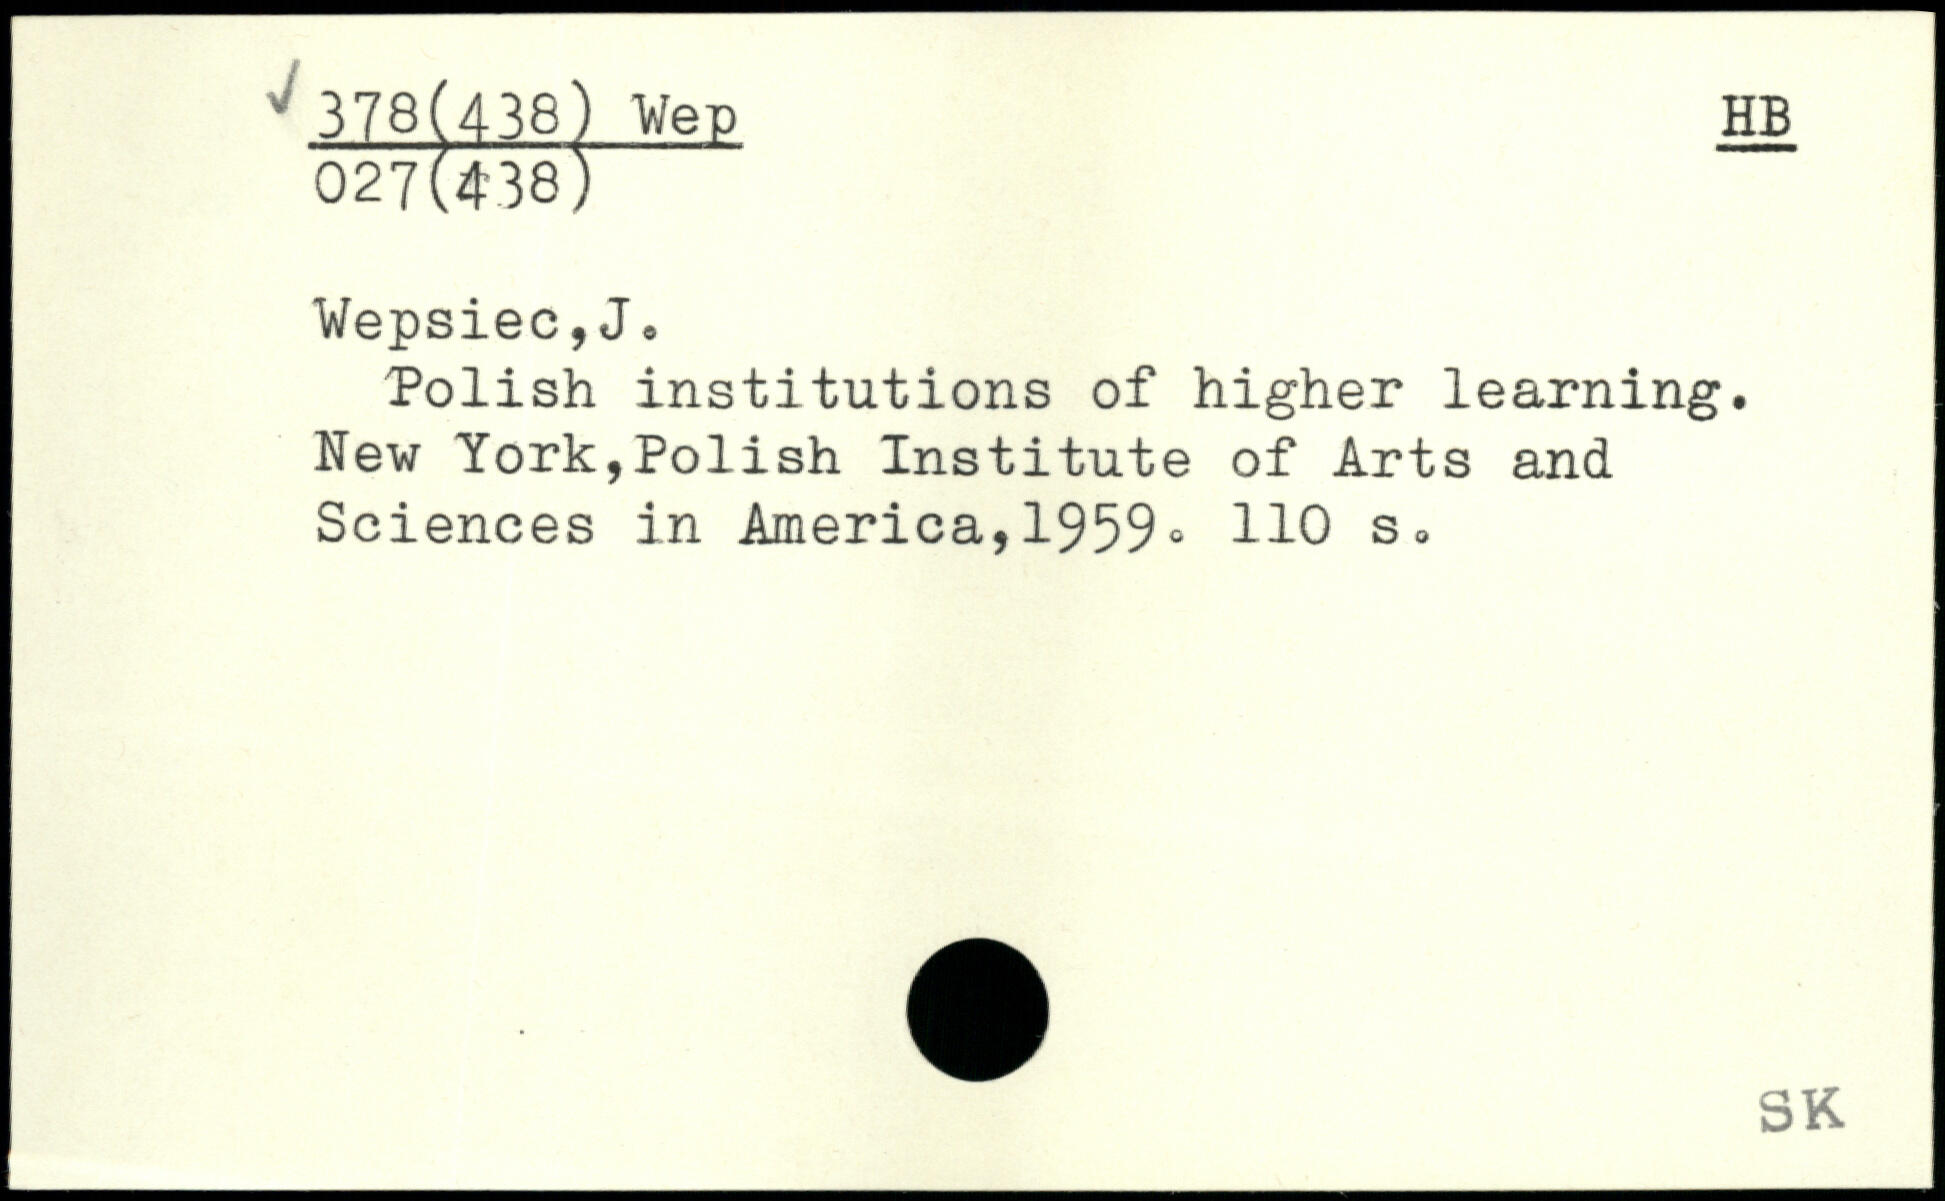 378(438) Wep HB
027(438)
Wepsiec,J.
Polish institutions of higher learning.
New York,Polish Institute of Arts and
Sciences in America,1959. 110 s.
SK